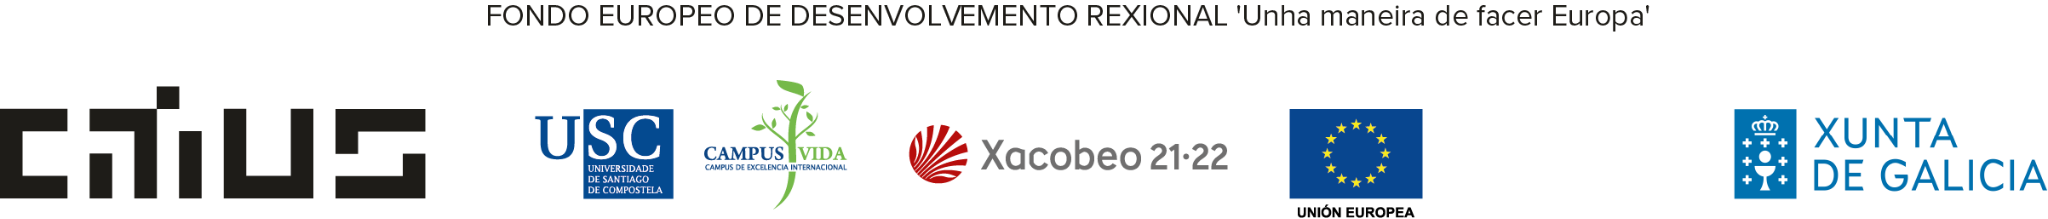 FONDO EUROPEO DE DESENVOLVEMENTO REXIONAL 'Unha maneira de facer Europa'
CiTIUS
USC
UNIVERSIDADE
DE SANTIAGO
DE COMPOSTELA
CAMPUS VIDA
CAMPUS DE EXCELENCIA INTERNACIONAL
Xacobeo 21·22
UNIÓN EUROPEA
XUNTA
DE GALICIA